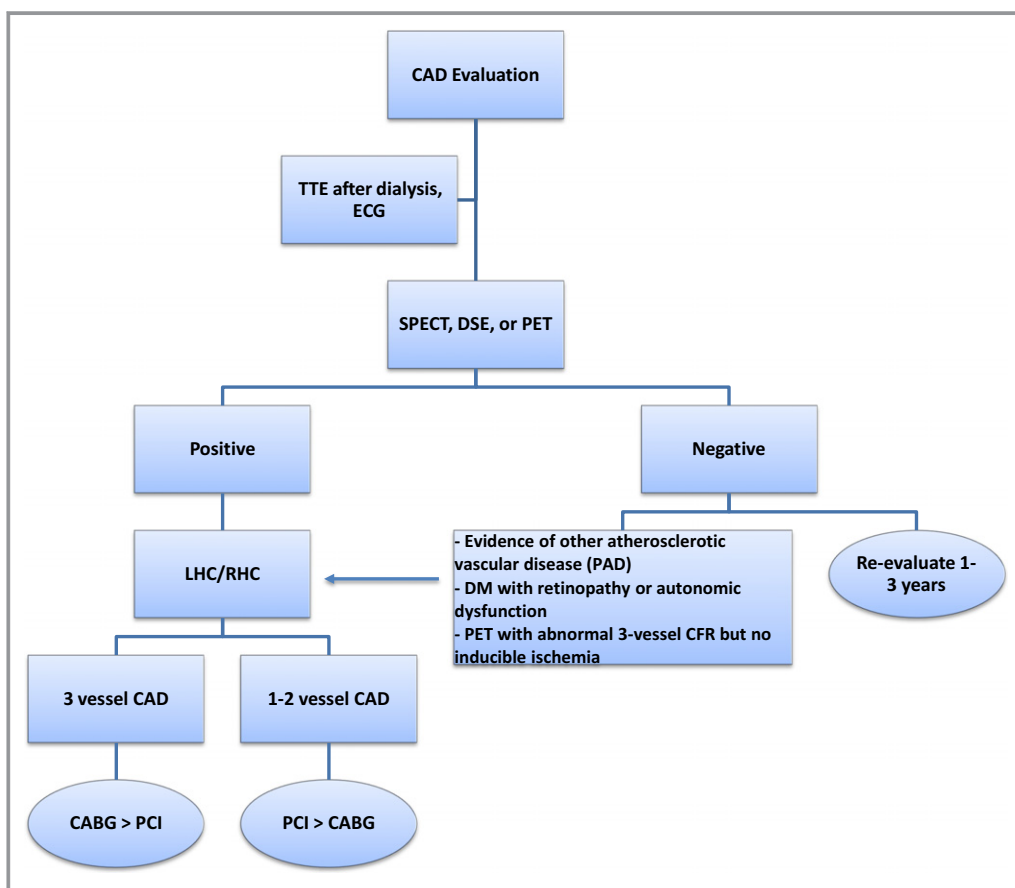 CAD Evaluation
TTE after dialysis,
ECG
SPECT, DSE, or PET
Positive
Negative
LHC/RHC
- Evidence of other atherosclerotic
vascular disease (PAD)
- DM with retinopathy or autonomic
dysfunction
- PET with abnormal 3-vessel CFR but no
inducible ischemia
Re-evaluate 1-
3 years
3 vessel CAD
1-2 vessel CAD
CABG > PCI
PCI > CABG